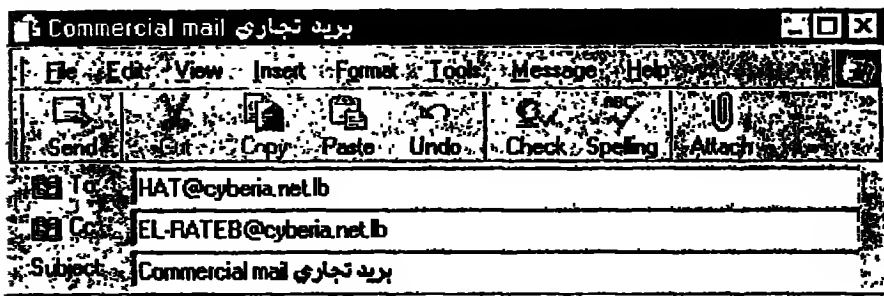 Commercial mail بريد تجاري
File Edit View Insert Format Tools Message Help
Send Cut Copy Paste Undo Check Spelling Attach
To: HAT@cyberia.net.lb
Cc: EL-RATEB@cyberia.net.lb
Subject: Commercial mail بريد تجاري